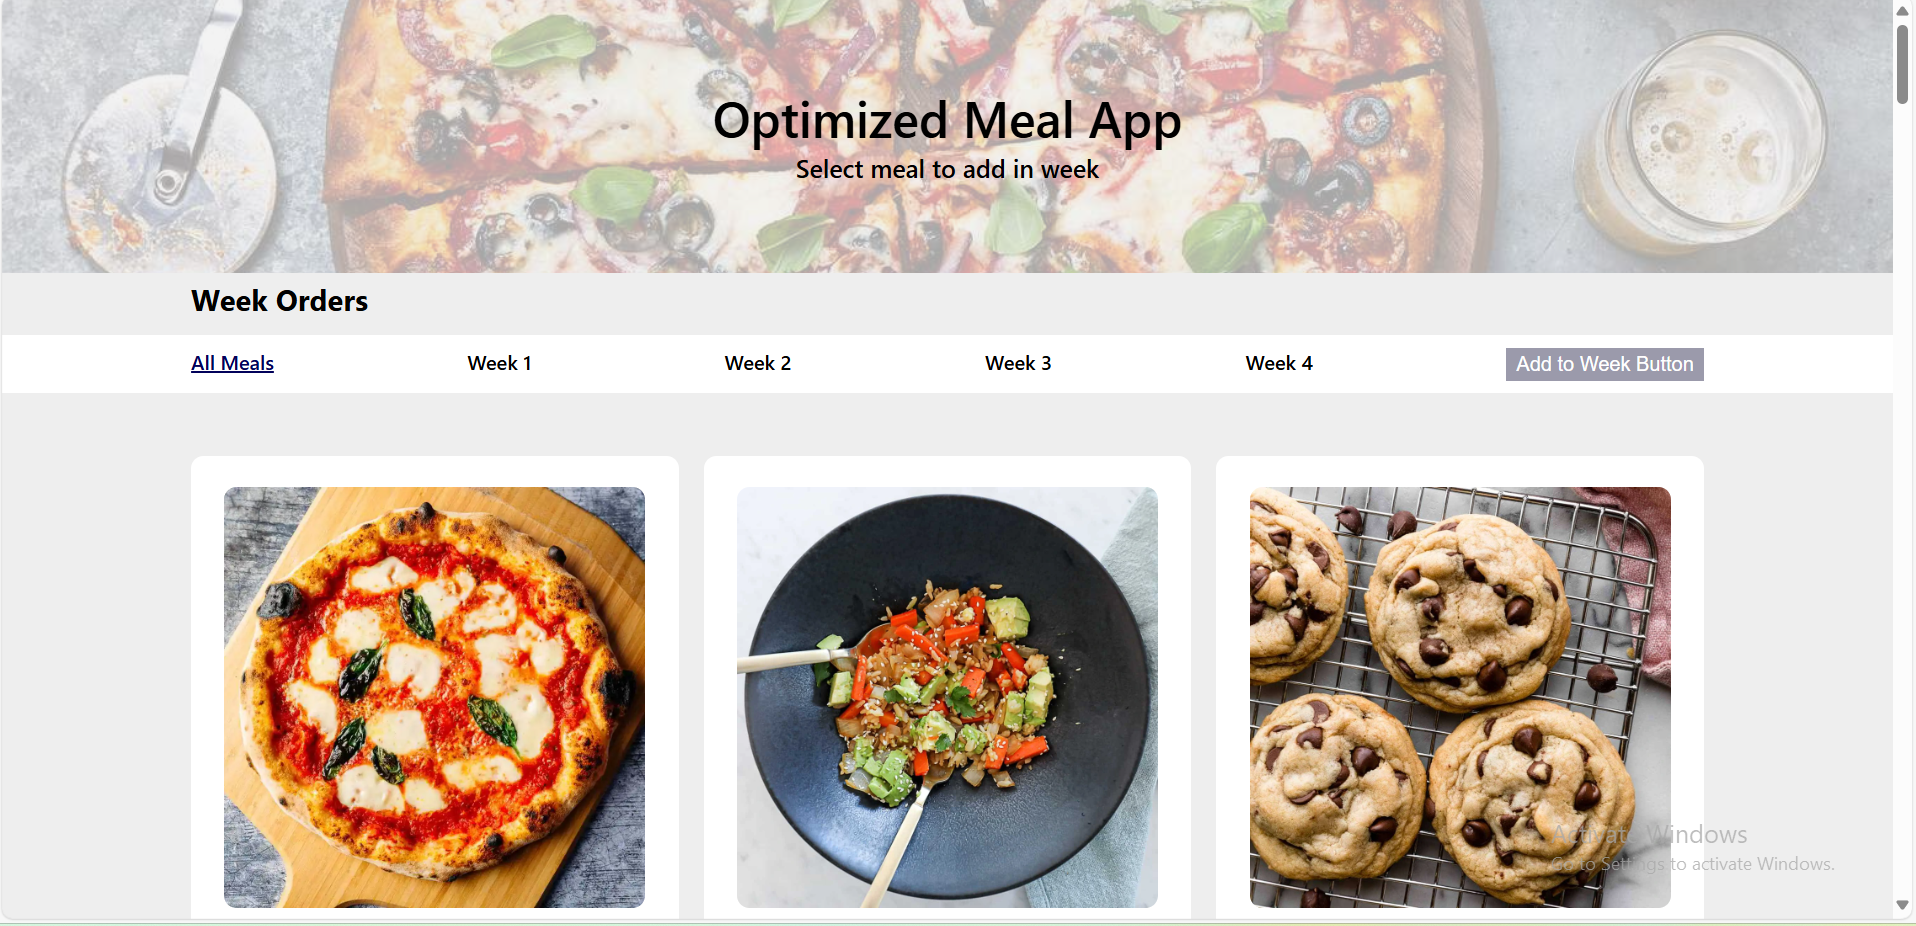 Optimized Meal App
Select meal to add in week
Week Orders
All Meals Week 1 Week 2 Week 3 Week 4 Add to Week Button
Activate Windows
Go to Settings to activate Windows.